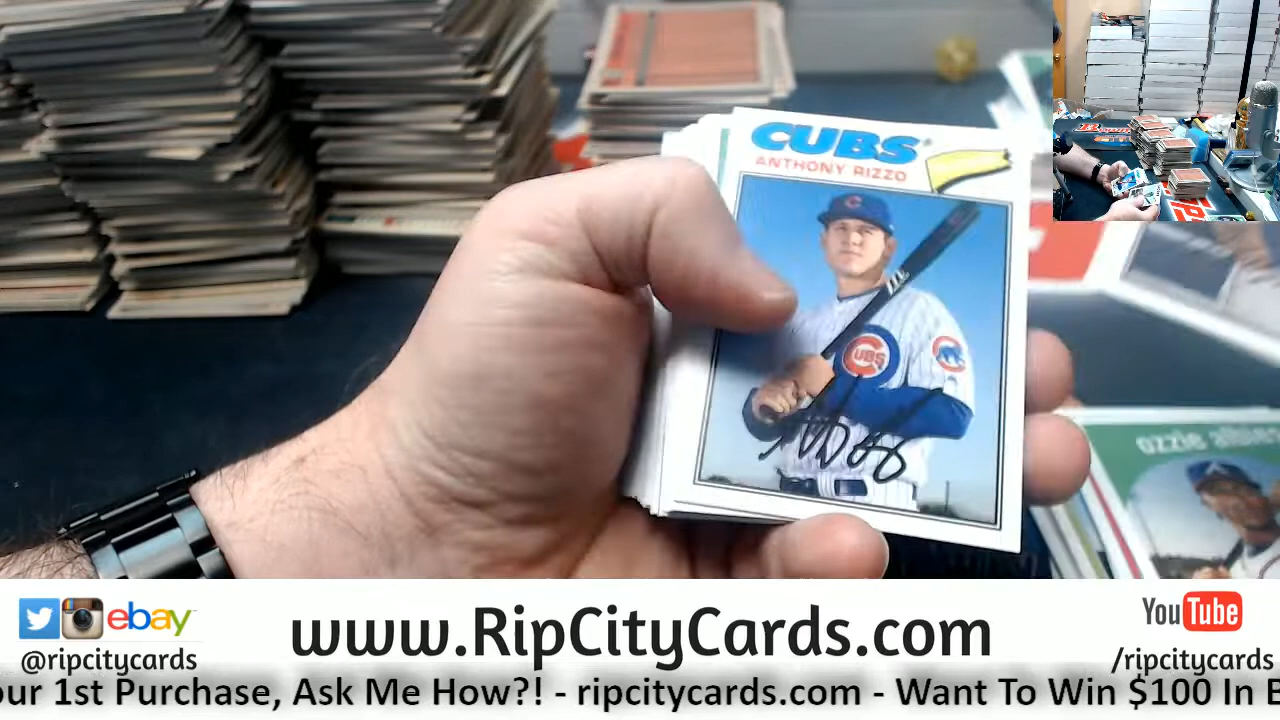 CUBS
ANTHONY RIZZO
CUBS
ozzie albies
ebay
www.RipCityCards.com
YouTube
@ripcitycards
/ripcitycards
our 1st Purchase, Ask Me How?! - ripcitycards.com - Want To Win $100 In B